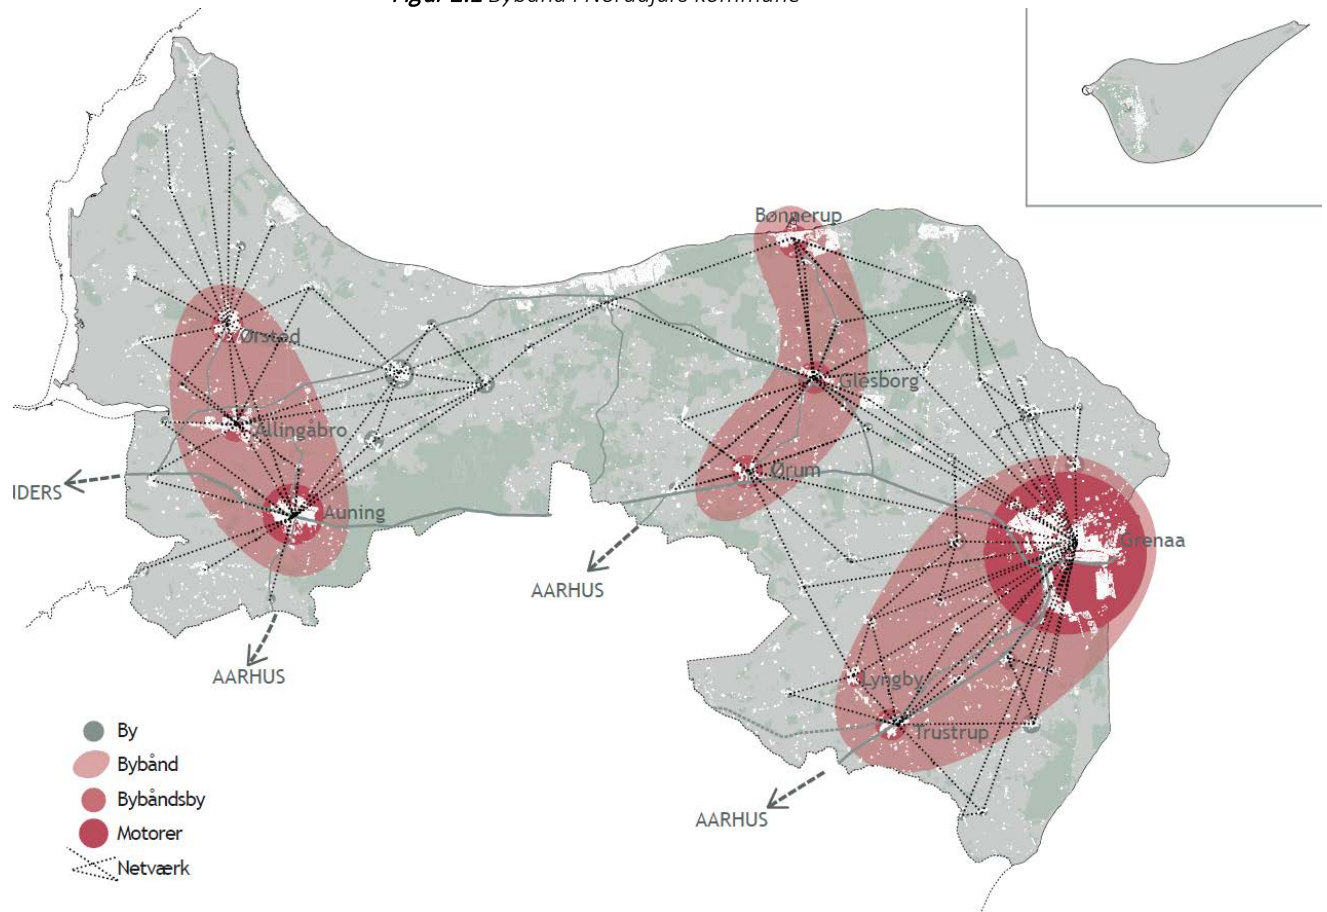 Figur 2.2 Bybånd i Norddjurs kommune
Bønnerup
Ørsted
Glesborg
Allingåbro
Ørum
IDERS
Auning
Grenaa
AARHUS
AARHUS
Lyngby
By
Trustrup
Bybånd
Bybåndsby
AARHUS
Motorer
Netværk